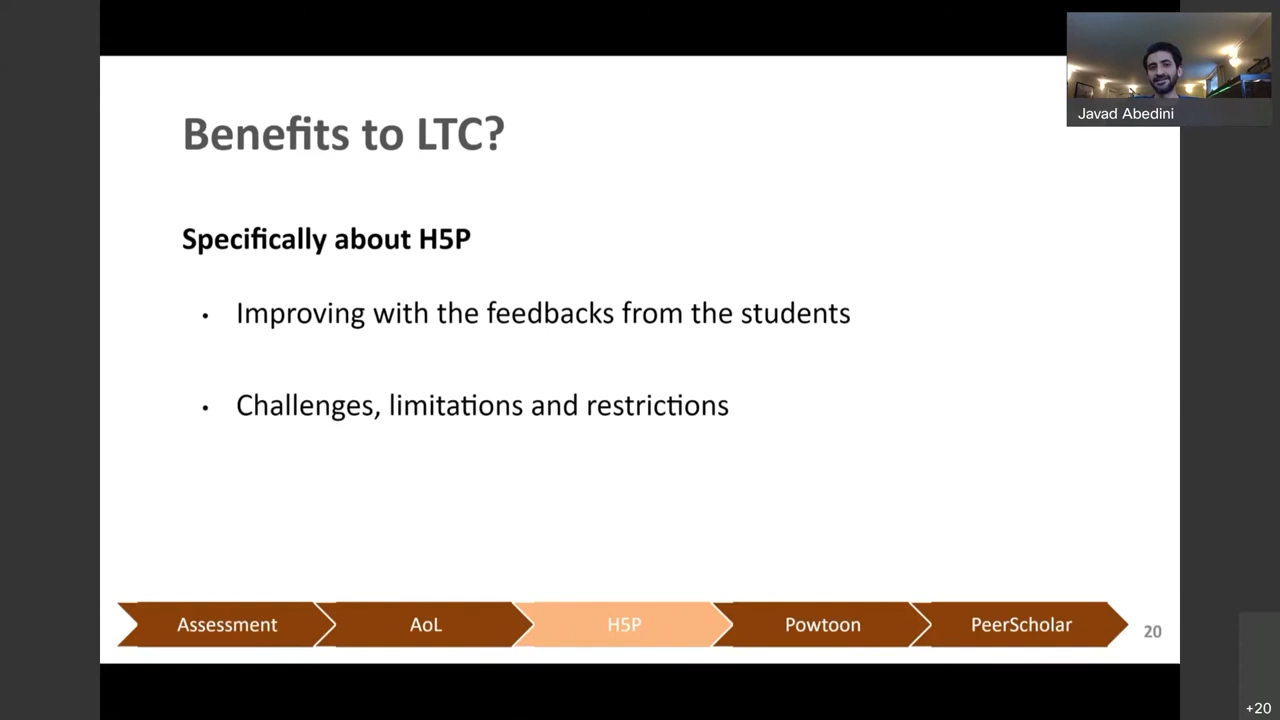 Javad Abedini
Benefits to LTC?
Specifically about H5P
• Improving with the feedbacks from the students
• Challenges, limitations and restrictions
Assessment
AoL
H5P
Powtoon
PeerScholar
20
+20